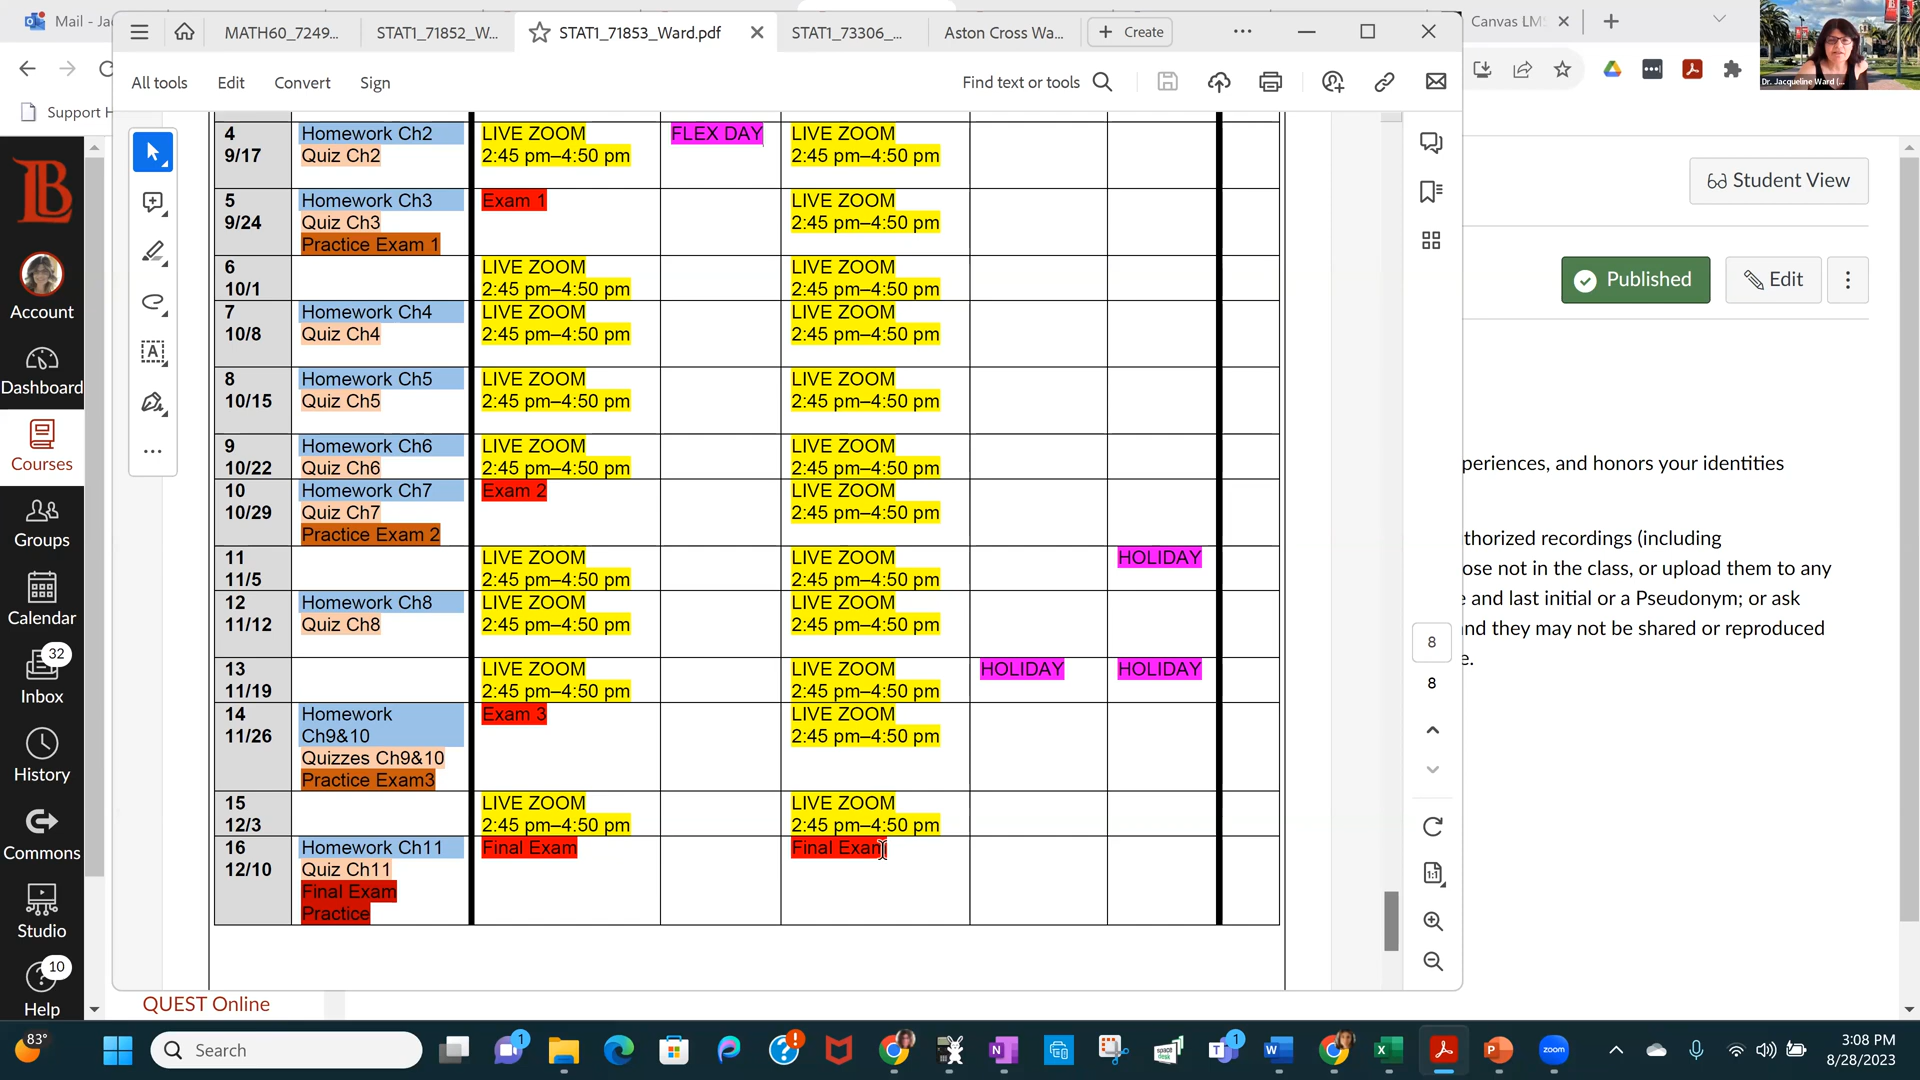 Mail - Ja
Canvas LM
MATH60_7249...
STAT1_71852_W...
STAT1_71853_Ward.pdf
STAT1_73306_...
Aston Cross Wa...
Create
Dr. Jacqueline Ward (...
All tools
Edit
Convert
Sign
Find text or tools
Support H
Account
Dashboard
Courses
Groups
Calendar
32
Inbox
History
Commons
Studio
10
Help
4
9/17
Homework Ch2
Quiz Ch2
LIVE ZOOM
2:45 pm–4:50 pm
FLEX DAY
LIVE ZOOM
2:45 pm–4:50 pm
5
9/24
Homework Ch3
Quiz Ch3
Practice Exam 1
Exam 1
LIVE ZOOM
2:45 pm–4:50 pm
6
10/1
LIVE ZOOM
2:45 pm–4:50 pm
LIVE ZOOM
2:45 pm–4:50 pm
7
10/8
Homework Ch4
Quiz Ch4
LIVE ZOOM
2:45 pm–4:50 pm
LIVE ZOOM
2:45 pm–4:50 pm
8
10/15
Homework Ch5
Quiz Ch5
LIVE ZOOM
2:45 pm–4:50 pm
LIVE ZOOM
2:45 pm–4:50 pm
9
10/22
Homework Ch6
Quiz Ch6
LIVE ZOOM
2:45 pm–4:50 pm
LIVE ZOOM
2:45 pm–4:50 pm
10
10/29
Homework Ch7
Quiz Ch7
Practice Exam 2
Exam 2
LIVE ZOOM
2:45 pm–4:50 pm
11
11/5
LIVE ZOOM
2:45 pm–4:50 pm
LIVE ZOOM
2:45 pm–4:50 pm
HOLIDAY
12
11/12
Homework Ch8
Quiz Ch8
LIVE ZOOM
2:45 pm–4:50 pm
LIVE ZOOM
2:45 pm–4:50 pm
13
11/19
LIVE ZOOM
2:45 pm–4:50 pm
LIVE ZOOM
2:45 pm–4:50 pm
HOLIDAY
HOLIDAY
14
11/26
Homework
Ch9&10
Quizzes Ch9&10
Practice Exam3
Exam 3
LIVE ZOOM
2:45 pm–4:50 pm
15
12/3
LIVE ZOOM
2:45 pm–4:50 pm
LIVE ZOOM
2:45 pm–4:50 pm
16
12/10
Homework Ch11
Quiz Ch11
Final Exam
Practice
Final Exam
Final Exam
8
8
1:1
Student View
Published
Edit
periences, and honors your identities
thorized recordings (including
ose not in the class, or upload them to any
e and last initial or a Pseudonym; or ask
nd they may not be shared or reproduced
e.
QUEST Online
83°
Search
1
1
zoom
3:08 PM
8/28/2023